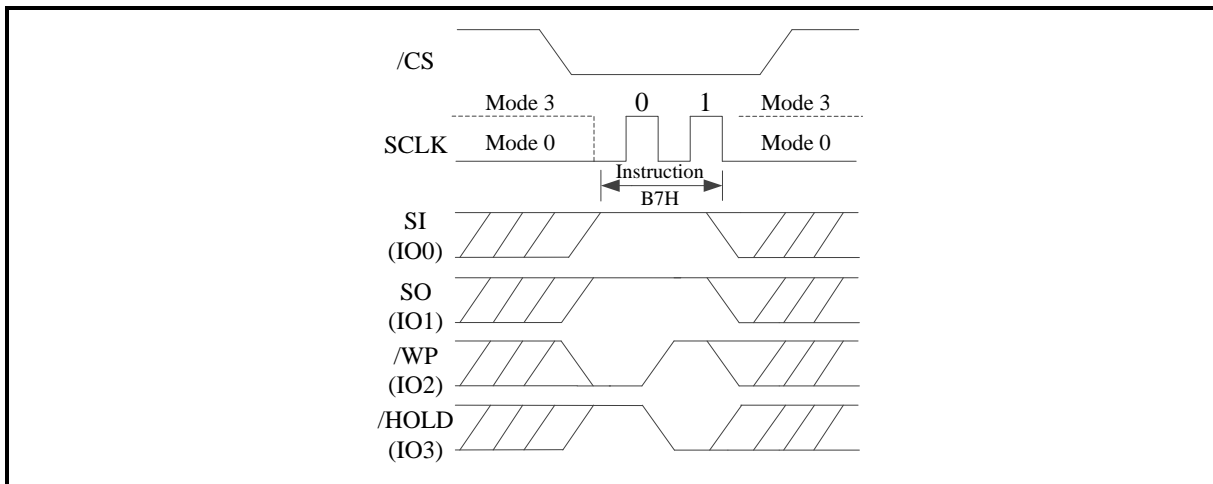 /CS
Mode 3 0 1 Mode 3
SCLK Mode 0 Mode 0
Instruction
B7H
SI
(IO0)
SO
(IO1)
/WP
(IO2)
/HOLD
(IO3)